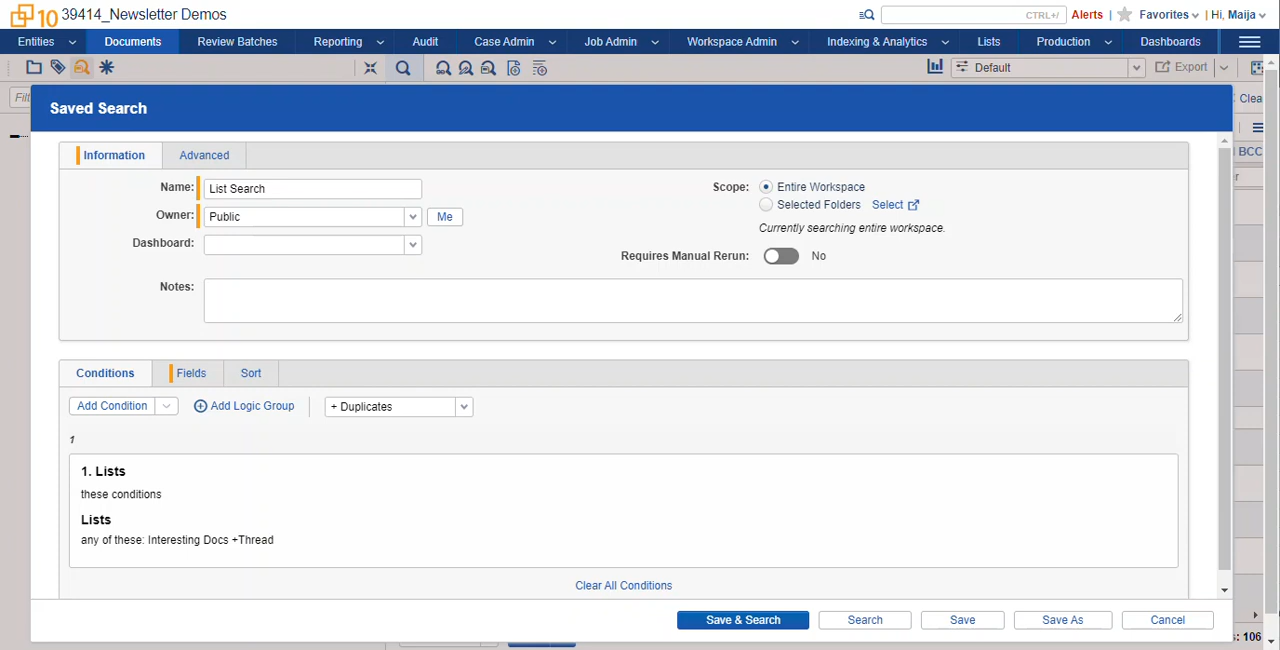 10 39414_Newsletter Demos CTRL+/ Alerts | Favorites | Hi, Maija
Entities Documents Review Batches Reporting Audit Case Admin Job Admin Workspace Admin Indexing & Analytics Lists Production Dashboards
Default Export
Filt Clea
Saved Search
BCC
Information Advanced
Name: List Search Scope: Entire Workspace
Owner: Public Me Selected Folders Select
Currently searching entire workspace.
Dashboard:
Requires Manual Rerun: No
Notes:
Conditions Fields Sort
Add Condition Add Logic Group + Duplicates
1
1. Lists
these conditions
Lists
any of these: Interesting Docs +Thread
Clear All Conditions
Save & Search Search Save Save As Cancel
s: 106